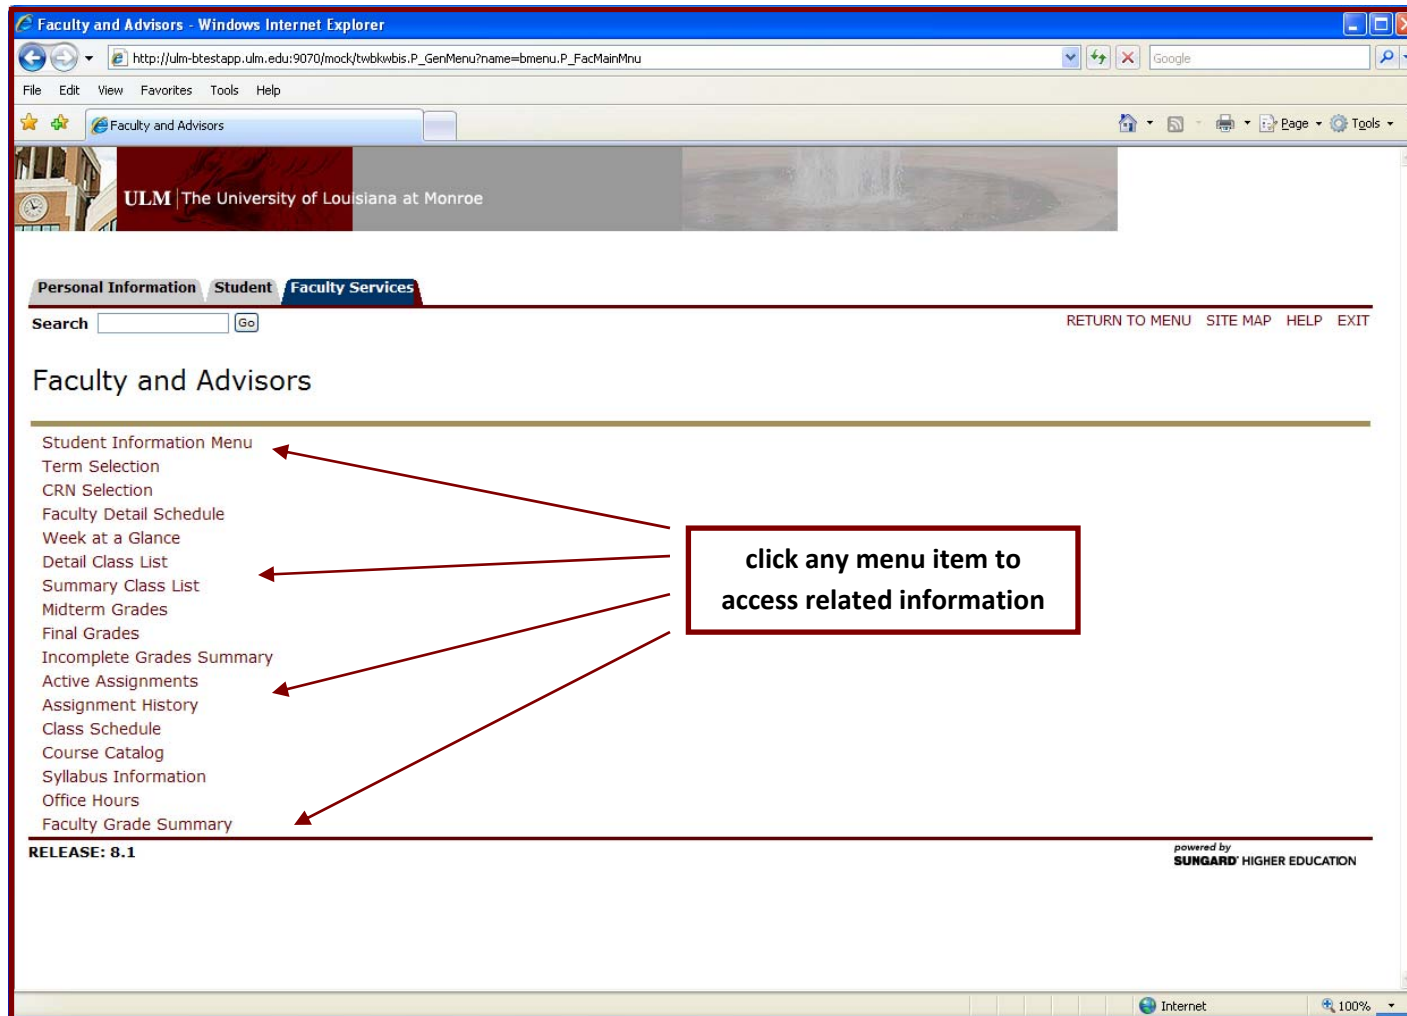 Faculty and Advisors - Windows Internet Explorer
http://ulm-btestapp.ulm.edu:9070/mock/twbkwbis.P_GenMenu?name=bmenu.P_FacMainMnu
Google
File Edit View Favorites Tools Help
Faculty and Advisors
Page Tools
ULM The University of Louisiana at Monroe
Personal Information Student Faculty Services
Search Go
RETURN TO MENU SITE MAP HELP EXIT
Faculty and Advisors
Student Information Menu
Term Selection
CRN Selection
Faculty Detail Schedule
Week at a Glance
Detail Class List
Summary Class List
Midterm Grades
Final Grades
Incomplete Grades Summary
Active Assignments
Assignment History
Class Schedule
Course Catalog
Syllabus Information
Office Hours
Faculty Grade Summary
click any menu item to
access related information
RELEASE: 8.1
powered by
SUNGARD HIGHER EDUCATION
Internet 100%